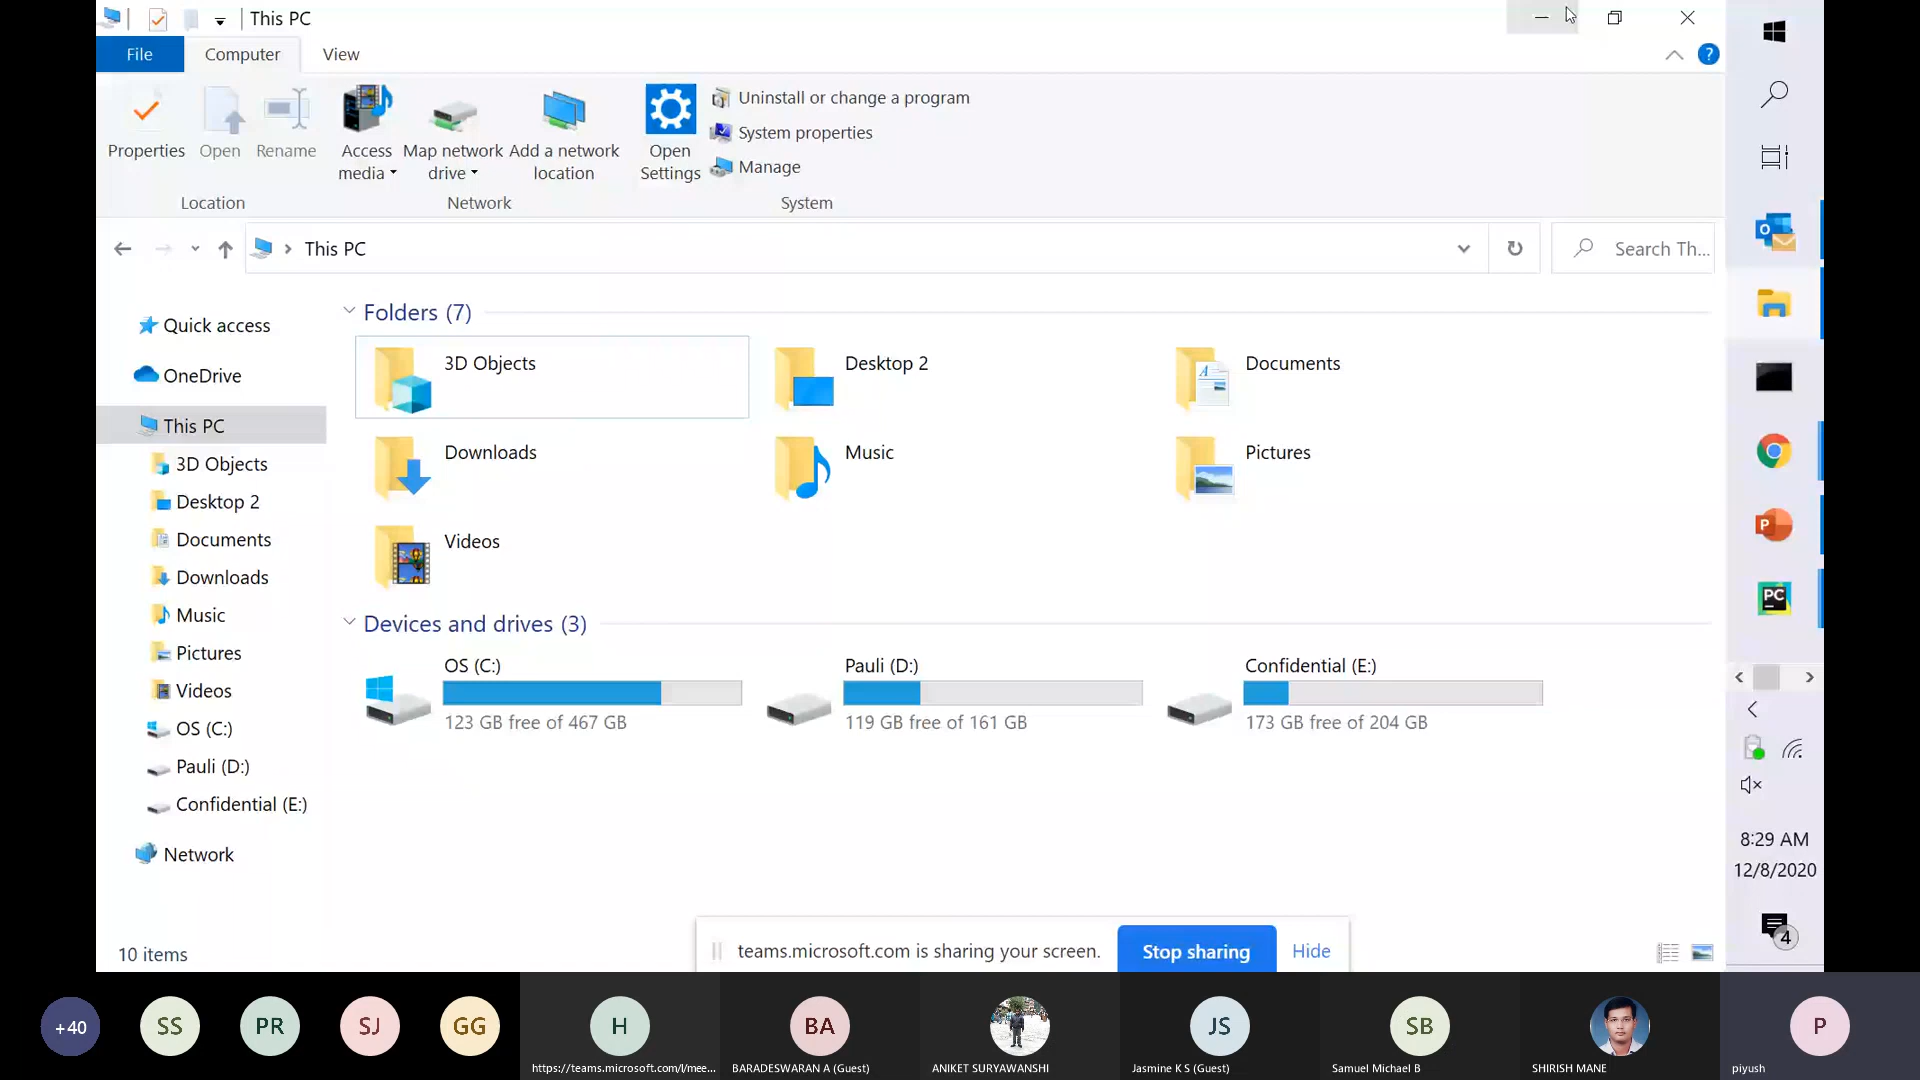 This PC
File Computer View
?
Uninstall or change a program
System properties
Manage
Properties Open Rename Access media Map network drive Add a network location Open Settings
Location Network System
This PC
Search Th...
Quick access
OneDrive
This PC
3D Objects
Desktop 2
Documents
Downloads
Music
Pictures
Videos
OS (C:)
Pauli (D:)
Confidential (E:)
Network
Folders (7)
3D Objects Desktop 2 Documents
Downloads Music Pictures
Videos
Devices and drives (3)
OS (C:) Pauli (D:) Confidential (E:)
123 GB free of 467 GB 119 GB free of 161 GB 173 GB free of 204 GB
8:29 AM
12/8/2020
4
10 items
teams.microsoft.com is sharing your screen. Stop sharing Hide
+40 SS PR SJ GG H BA JS SB P
https://teams.microsoft.com/l/mee... BARADESWARAN A (Guest) ANIKET SURYAWANSHI Jasmine K S (Guest) Samuel Michael B SHIRISH MANE piyush